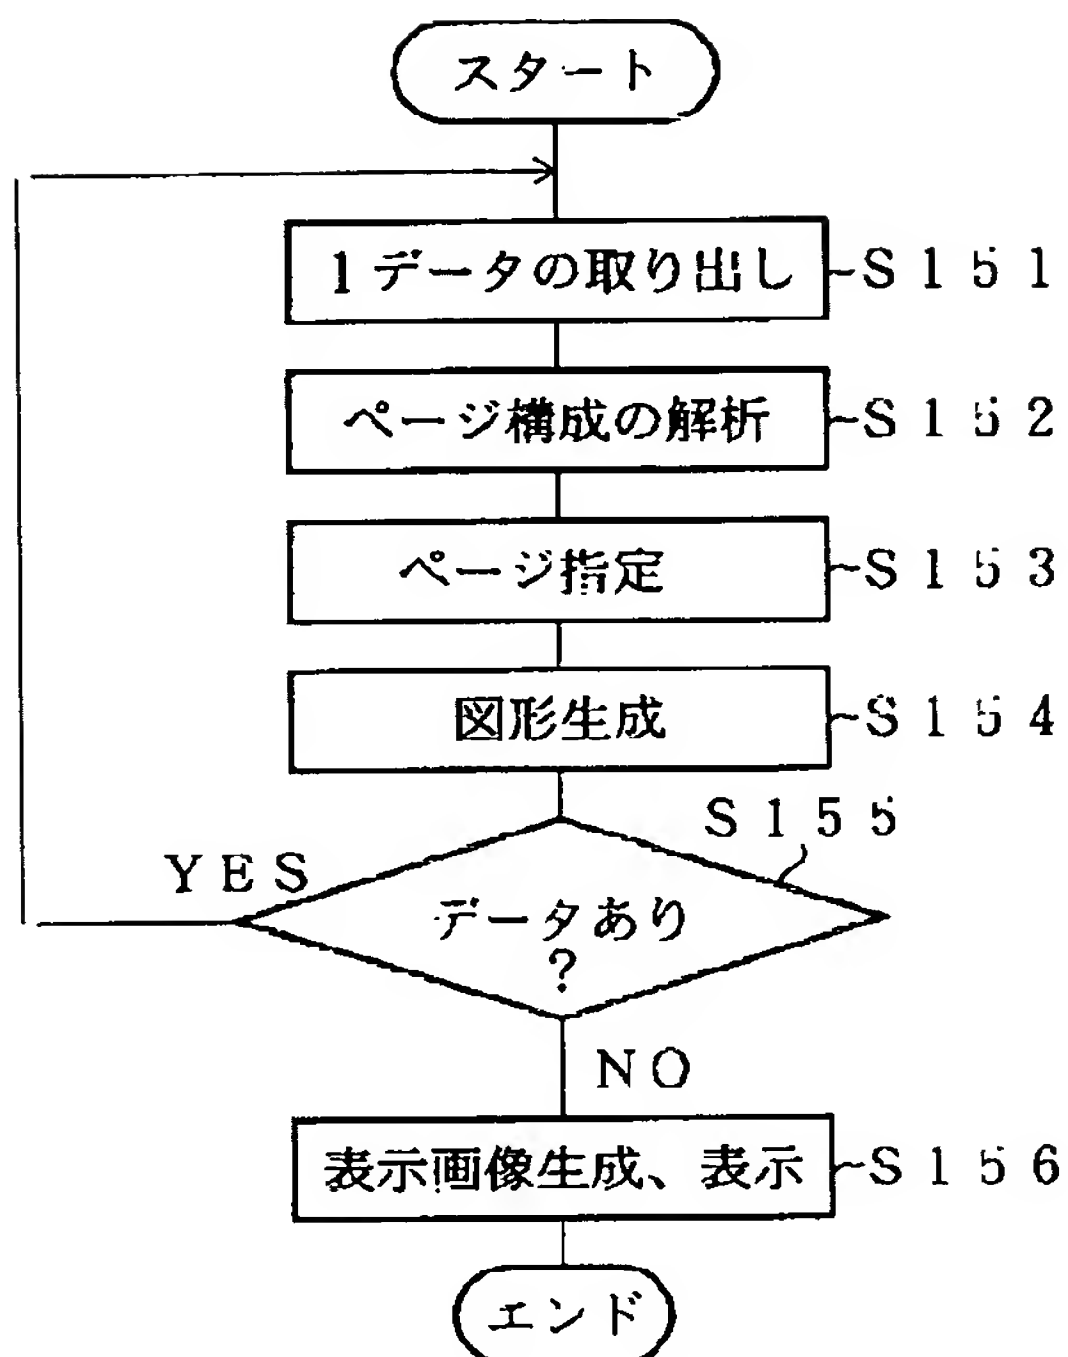 スタート
1データの取り出し S151
ページ構成の解析 S152
ページ指定 S153
図形生成 S154
S155
YES
データあり
?
NO
表示画像生成、表示 S156
エンド